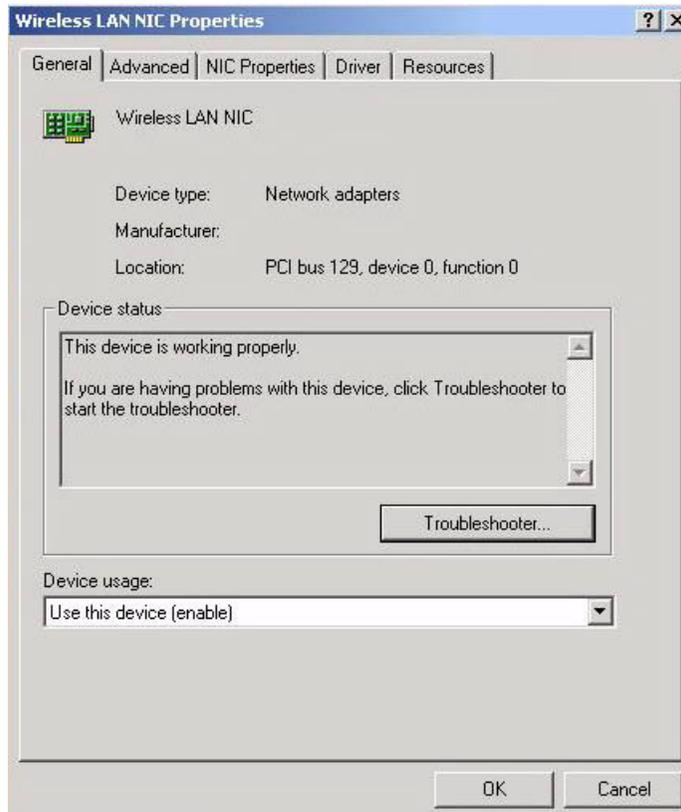 Wireless LAN NIC Properties
General Advanced NIC Properties Driver Resources
Wireless LAN NIC
Device type: Network adapters
Manufacturer:
Location: PCI bus 129, device 0, function 0
Device status
This device is working properly.
If you are having problems with this device, click Troubleshooter to
start the troubleshooter.
Troubleshooter...
Device usage:
Use this device (enable)
OK Cancel